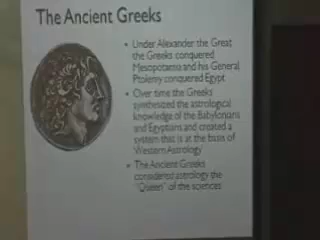 The Ancient Greeks
• Under Alexander the Great,
the Greeks conquered
Mesopotamia and his General
Ptolemy conquered Egypt
• Over time the Greeks
synthesized the astrological
knowledge of the Babylonians
and Egyptians and created a
system that is at the basis of
Western Astrology
• The Ancient Greeks
considered astrology the
"Queen" of the sciences